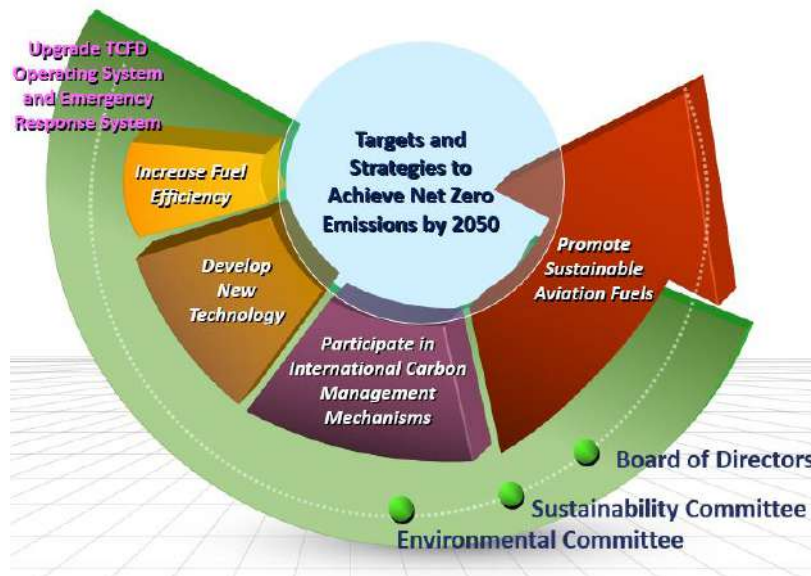 Upgrade TCFD
Operating System
and Emergency
Response System
Targets and
Strategies to
Achieve Net Zero
Emissions by 2050
Increase Fuel
Efficiency
Develop
New
Technology
Participate in
International Carbon
Management
Mechanisms
Promote
Sustainable
Aviation Fuels
Board of Directors
Sustainability Committee
Environmental Committee